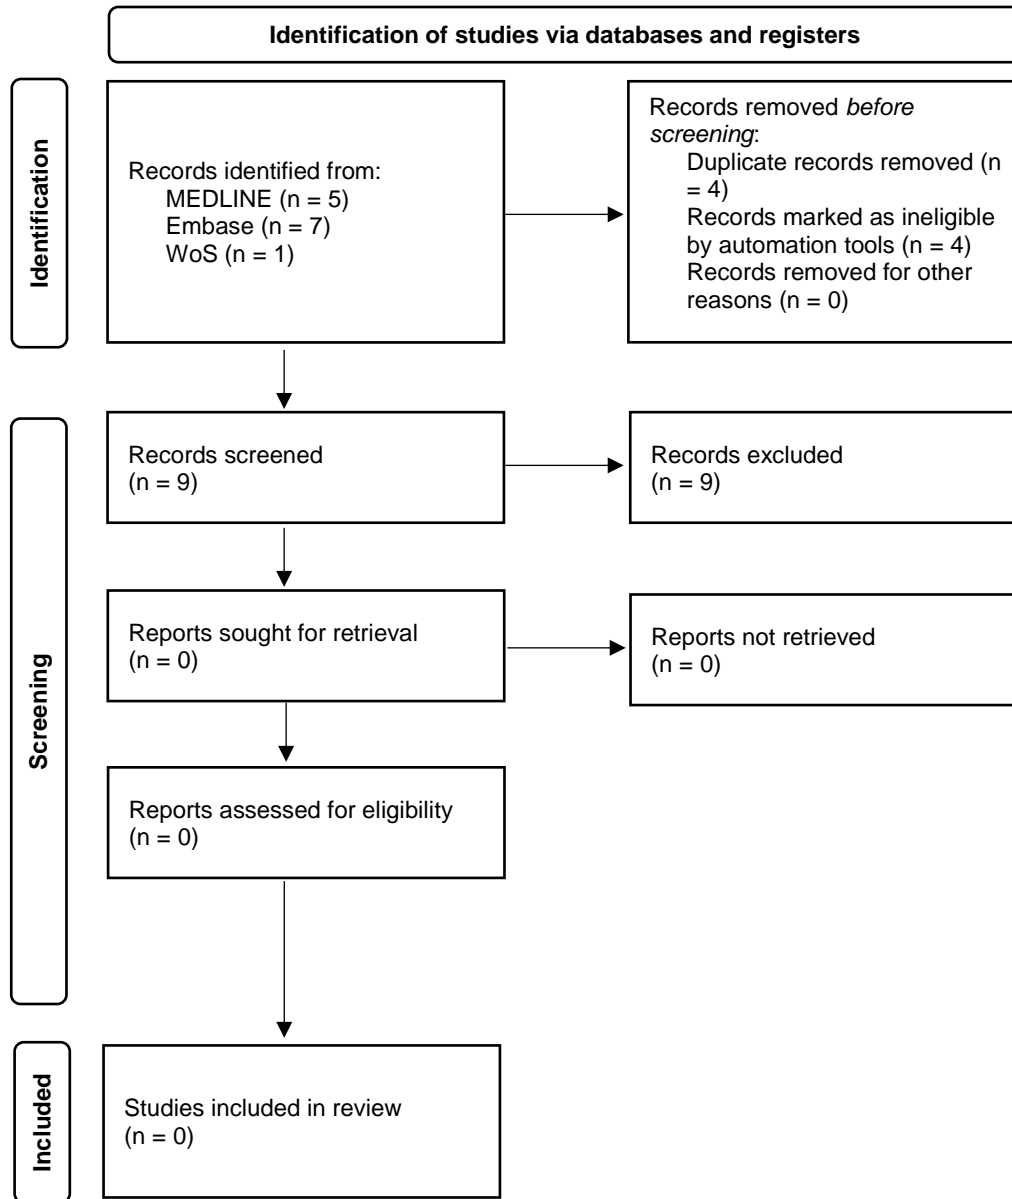 Identification of studies via databases and registers
Identification
Records identified from:
MEDLINE (n = 5)
Embase (n = 7)
WoS (n = 1)
Records removed before
screening:
Duplicate records removed (n
= 4)
Records marked as ineligible
by automation tools (n = 4)
Records removed for other
reasons (n = 0)
Screening
Records screened
(n = 9)
Records excluded
(n = 9)
Reports sought for retrieval
(n = 0)
Reports not retrieved
(n = 0)
Reports assessed for eligibility
(n = 0)
Included
Studies included in review
(n = 0)